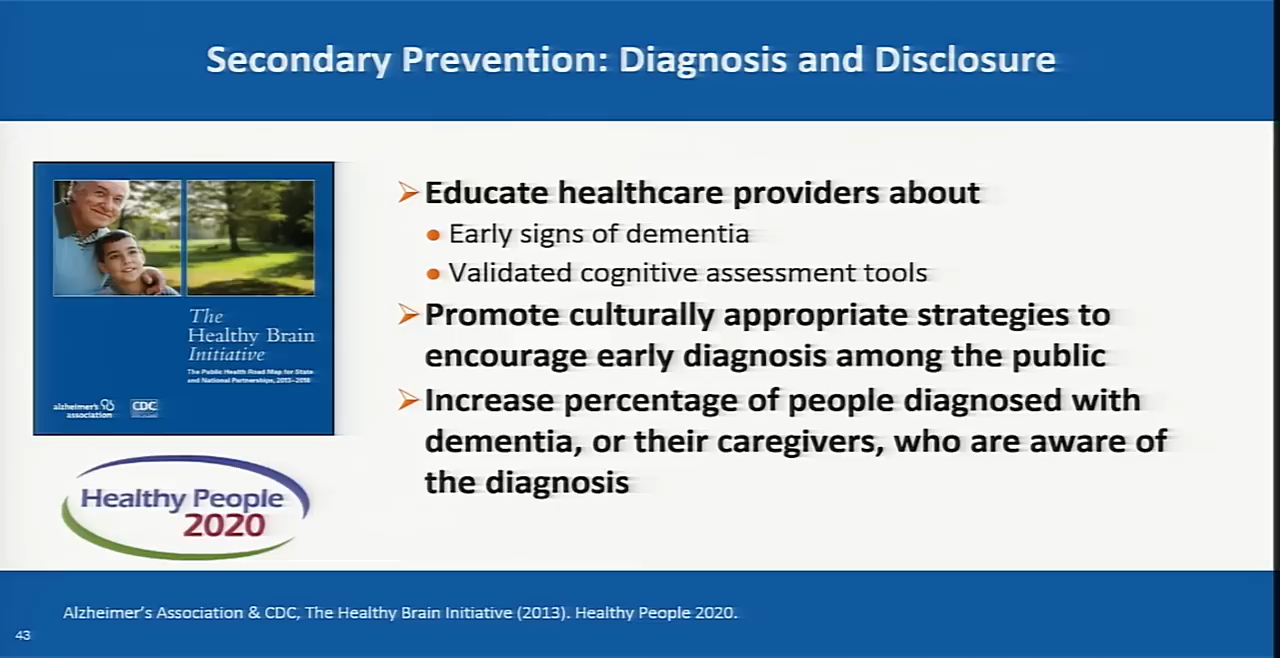 Secondary Prevention: Diagnosis and Disclosure
The
Healthy Brain
Initiative
The Public Health Road Map for State
and National Partnerships, 2013–2018
alzheimer's association
CDC
Healthy People
2020
➢Educate healthcare providers about
• Early signs of dementia
• Validated cognitive assessment tools
➢Promote culturally appropriate strategies to
encourage early diagnosis among the public
➢Increase percentage of people diagnosed with
dementia, or their caregivers, who are aware of
the diagnosis
Alzheimer's Association & CDC, The Healthy Brain Initiative (2013). Healthy People 2020.
43